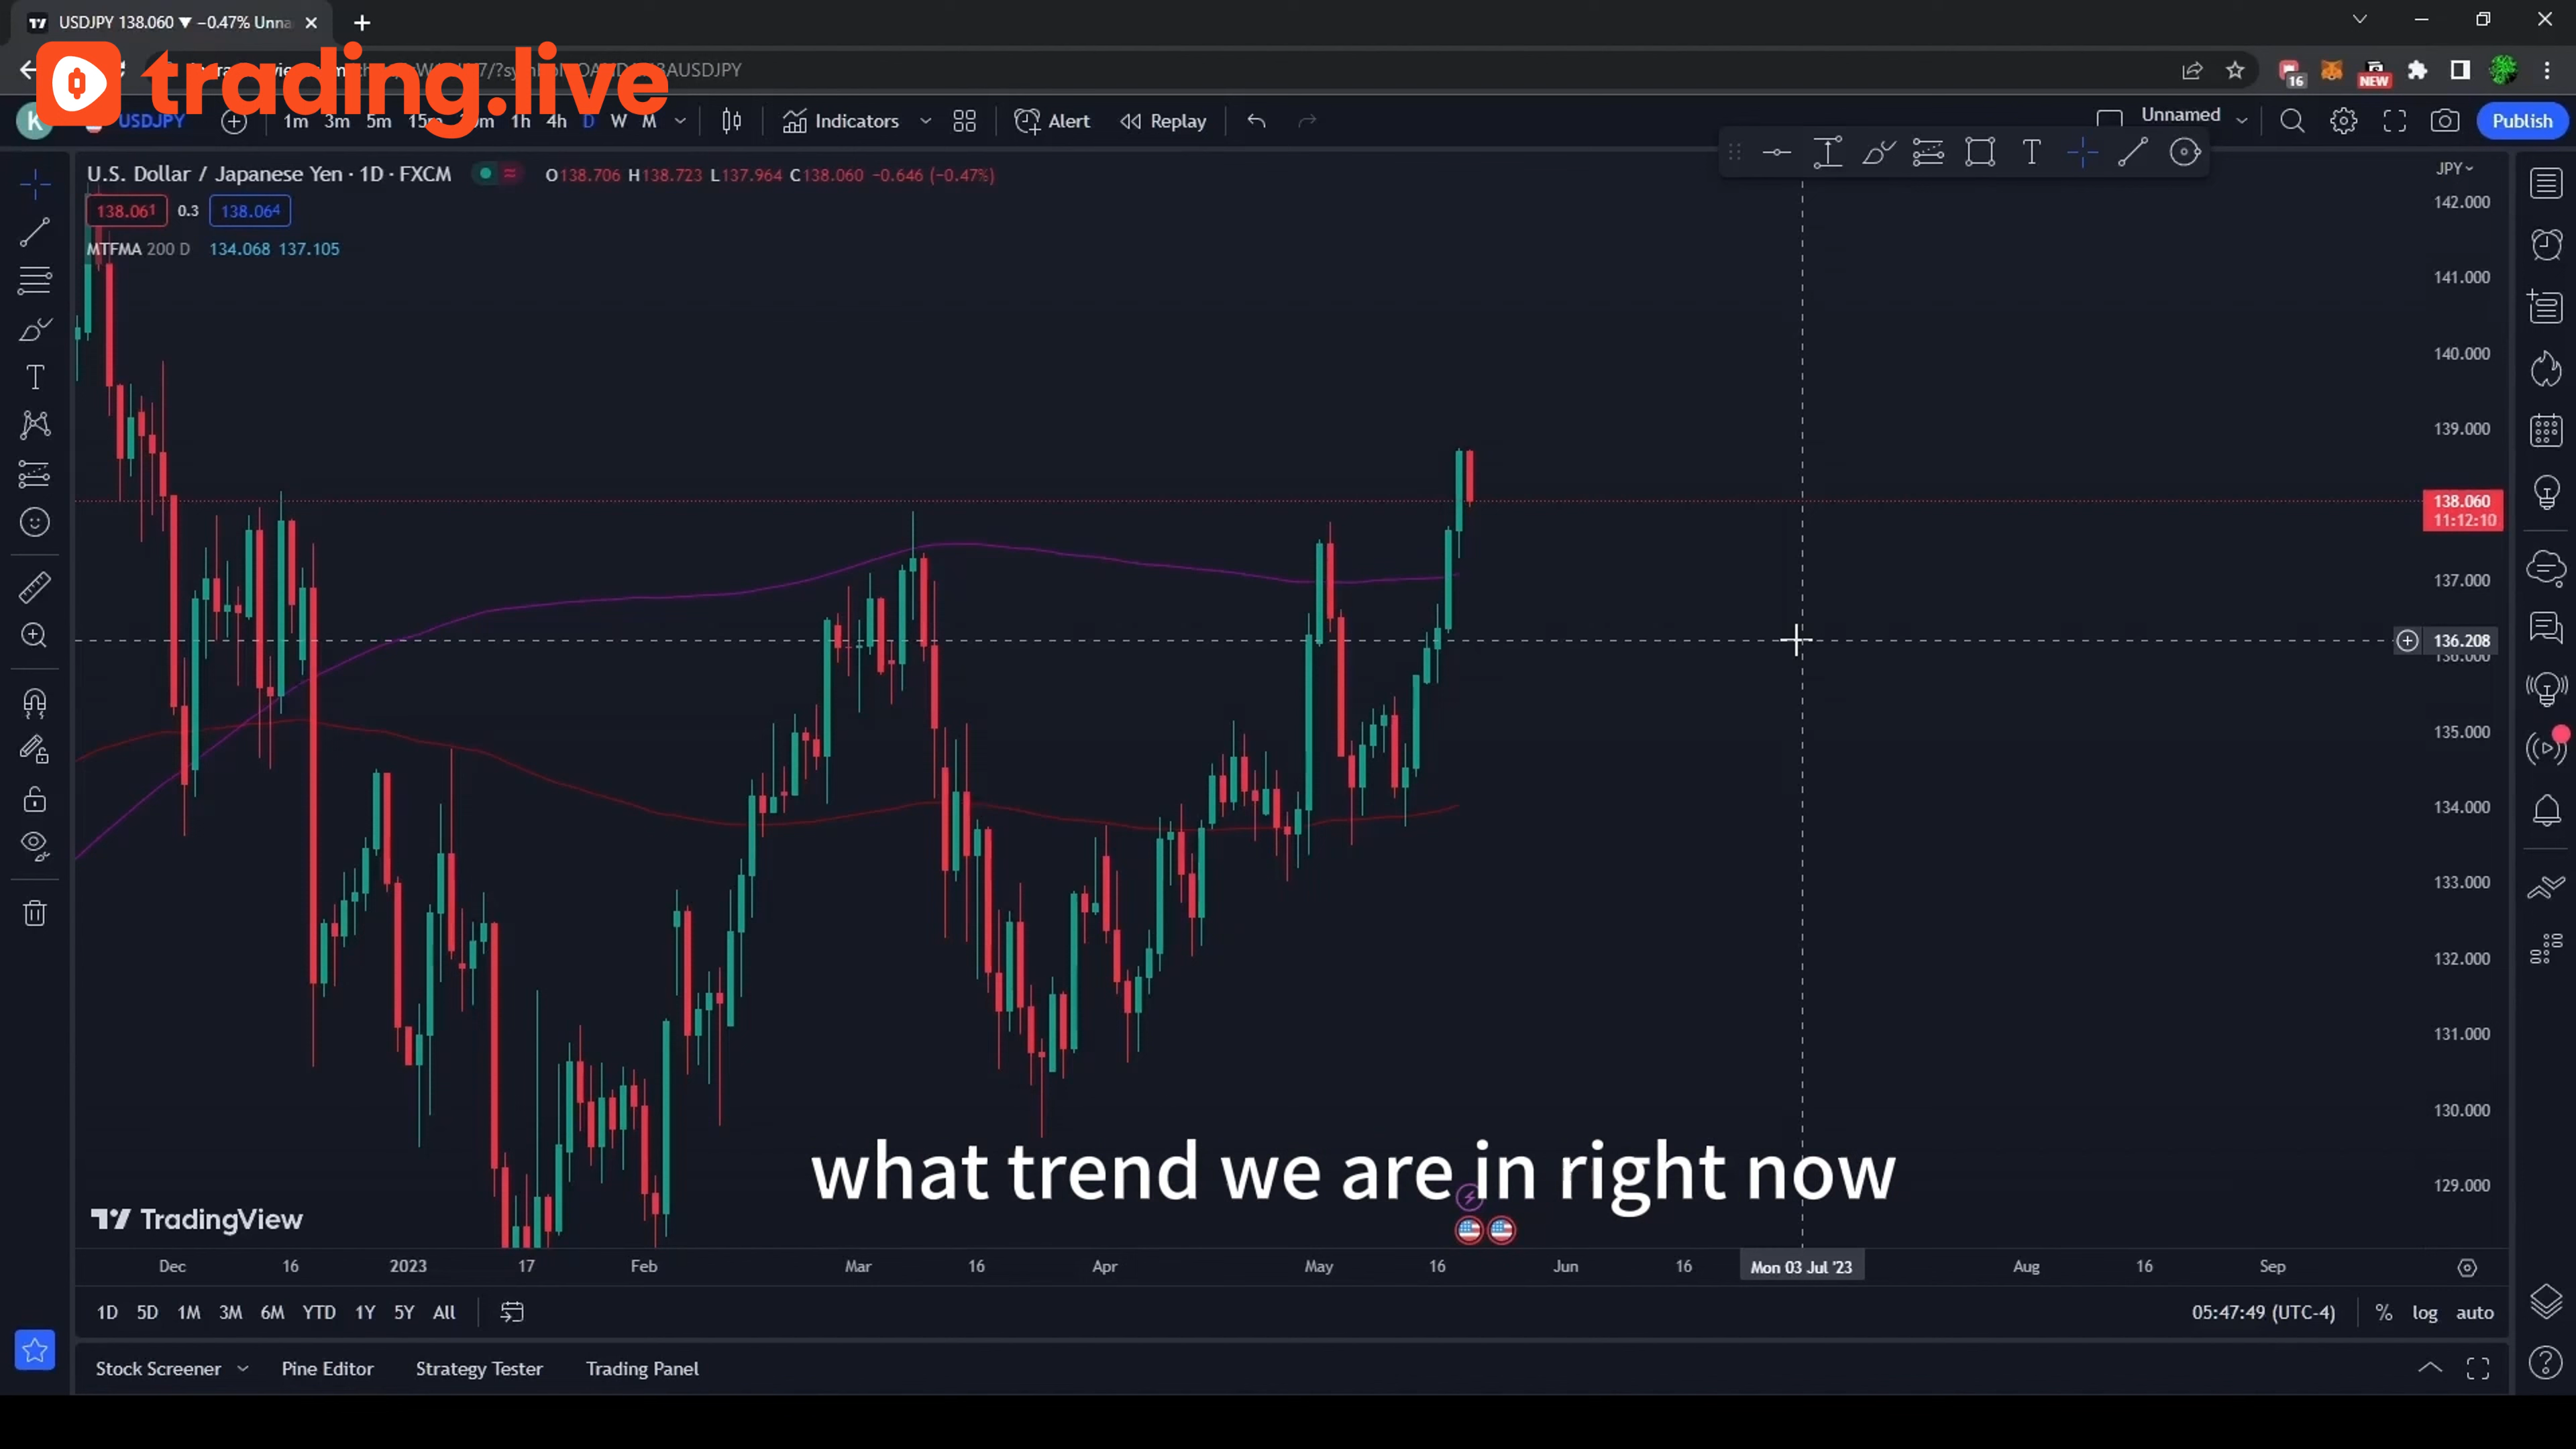 USDJPY 138.060 ▼ −0.47% Unna
trading.live
AUSDJPY
K
USDJPY
1m 3m 5m 15m 1h 4h D W M
Indicators
Alert
Replay
Unnamed
Publish
16
NEW
U.S. Dollar / Japanese Yen · 1D · FXCM
O138.706 H138.723 L137.964 C138.060 −0.646 (−0.47%)
138.061 0.3 138.064
MTFMA 200 D 134.068 137.105
JPY
142.000
141.000
140.000
139.000
138.060
11:12:10
137.000
136.208
136.000
135.000
134.000
133.000
132.000
131.000
130.000
129.000
what trend we are in right now
TradingView
Dec 16 2023 17 Feb Mar 16 Apr May 16 Jun 16 Mon 03 Jul '23 Aug 16 Sep
1D 5D 1M 3M 6M YTD 1Y 5Y All
05:47:49 (UTC-4) % log auto
Stock Screener Pine Editor Strategy Tester Trading Panel